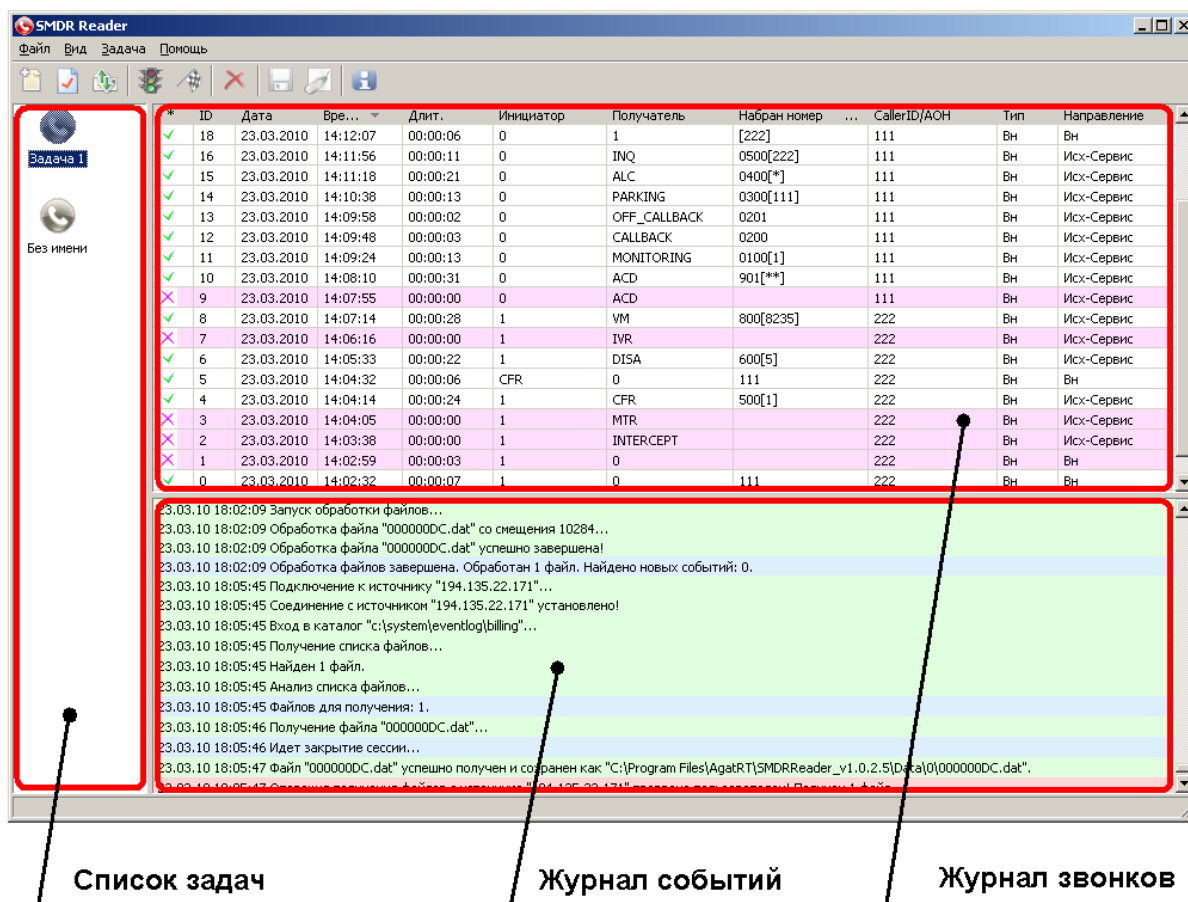 SMDR Reader
Файл Вид Задача Помощь
Задача 1
Без имени
* ID Дата Вре... Длит. Инициатор Получатель Набран номер ... CallerID/АОН Тип Направление
18 23.03.2010 14:12:07 00:00:06 0 1 [222] 111 Вн Вн
16 23.03.2010 14:11:56 00:00:11 0 INQ 0500[222] 111 Вн Исх-Сервис
15 23.03.2010 14:11:18 00:00:21 0 ALC 0400[*] 111 Вн Исх-Сервис
14 23.03.2010 14:10:38 00:00:13 0 PARKING 0300[111] 111 Вн Исх-Сервис
13 23.03.2010 14:09:58 00:00:02 0 OFF_CALLBACK 0201 111 Вн Исх-Сервис
12 23.03.2010 14:09:48 00:00:03 0 CALLBACK 0200 111 Вн Исх-Сервис
11 23.03.2010 14:09:24 00:00:13 0 MONITORING 0100[1] 111 Вн Исх-Сервис
10 23.03.2010 14:08:10 00:00:31 0 ACD 901[**] 111 Вн Исх-Сервис
9 23.03.2010 14:07:55 00:00:00 0 ACD 111 Вн Исх-Сервис
8 23.03.2010 14:07:14 00:00:28 1 VM 800[8235] 222 Вн Исх-Сервис
7 23.03.2010 14:06:16 00:00:00 1 IVR 222 Вн Исх-Сервис
6 23.03.2010 14:05:33 00:00:22 1 DISA 600[5] 222 Вн Исх-Сервис
5 23.03.2010 14:04:32 00:00:06 CFR 0 111 222 Вн Вн
4 23.03.2010 14:04:14 00:00:24 1 CFR 500[1] 222 Вн Исх-Сервис
3 23.03.2010 14:04:05 00:00:00 1 MTR 222 Вн Исх-Сервис
2 23.03.2010 14:03:38 00:00:00 1 INTERCEPT 222 Вн Исх-Сервис
1 23.03.2010 14:02:59 00:00:03 1 0 222 Вн Вн
0 23.03.2010 14:02:32 00:00:07 1 0 111 222 Вн Вн
23.03.10 18:02:09 Запуск обработки файлов...
23.03.10 18:02:09 Обработка файла "000000DC.dat" со смещения 10284...
23.03.10 18:02:09 Обработка файла "000000DC.dat" успешно завершена!
23.03.10 18:02:09 Обработка файлов завершена. Обработан 1 файл. Найдено новых событий: 0.
23.03.10 18:05:45 Подключение к источнику "194.135.22.171"...
23.03.10 18:05:45 Соединение с источником "194.135.22.171" установлено!
23.03.10 18:05:45 Вход в каталог "c:\system\eventlog\billing"...
23.03.10 18:05:45 Получение списка файлов...
23.03.10 18:05:45 Найден 1 файл.
23.03.10 18:05:45 Анализ списка файлов...
23.03.10 18:05:45 Файлов для получения: 1.
23.03.10 18:05:46 Получение файла "000000DC.dat"...
23.03.10 18:05:46 Идет закрытие сессии...
23.03.10 18:05:47 Файл "000000DC.dat" успешно получен и сохранен как "C:\Program Files\AgatRT\SMDRReader_v1.0.2.5\Data\0\000000DC.dat".
Список задач
Журнал событий
Журнал звонков